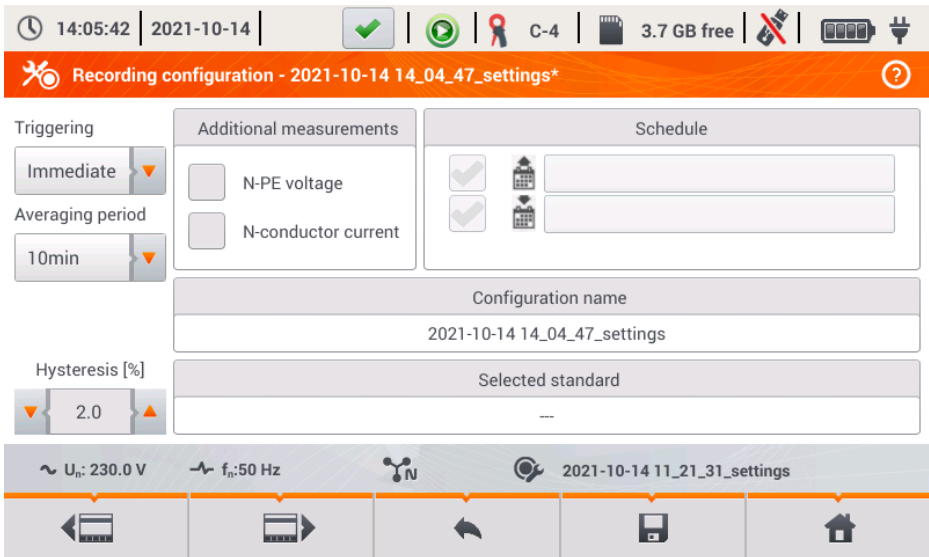 14:05:42 2021-10-14 C-4 3.7 GB free
Recording configuration - 2021-10-14 14_04_47_settings* ?
Triggering
Immediate
Averaging period
10min
Hysteresis [%]
2.0
Additional measurements
N-PE voltage
N-conductor current
Schedule
Configuration name
2021-10-14 14_04_47_settings
Selected standard
---
Un: 230.0 V fn:50 Hz N 2021-10-14 11_21_31_settings